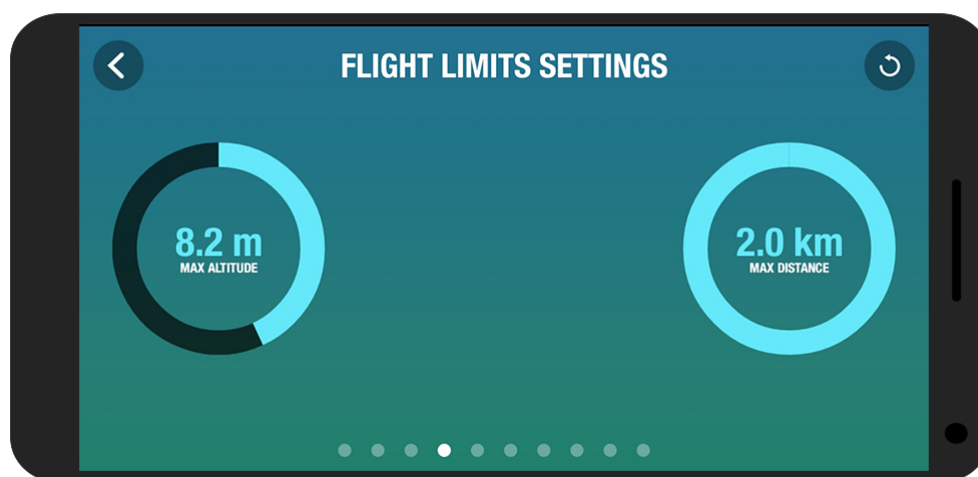 FLIGHT LIMITS SETTINGS
8.2 m
MAX ALTITUDE
2.0 km
MAX DISTANCE